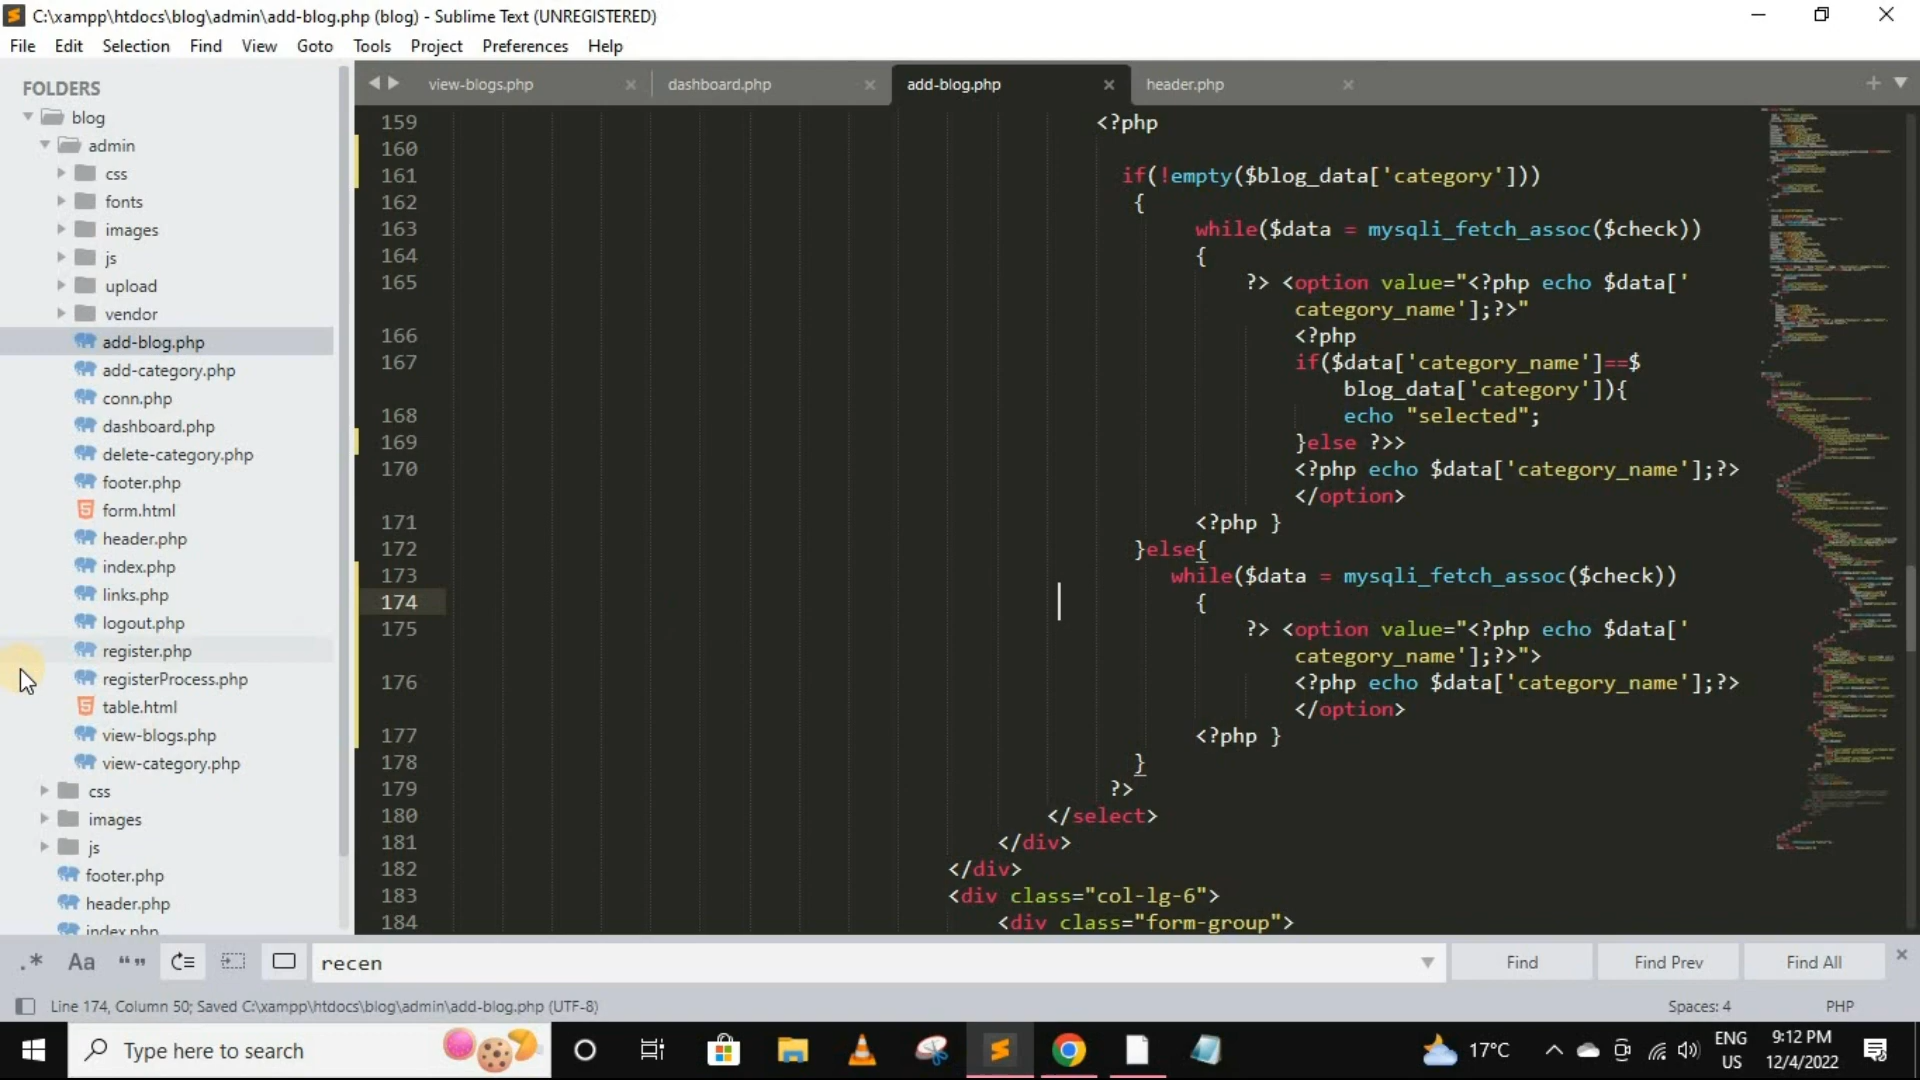 C:\xampp\htdocs\blog\admin\add-blog.php (blog) - Sublime Text (UNREGISTERED)
File Edit Selection Find View Goto Tools Project Preferences Help
FOLDERS
blog
admin
css
fonts
images
js
upload
vendor
add-blog.php
add-category.php
conn.php
dashboard.php
delete-category.php
footer.php
form.html
header.php
index.php
links.php
logout.php
register.php
registerProcess.php
table.html
view-blogs.php
view-category.php
css
images
js
footer.php
header.php
index.php
view-blogs.php dashboard.php add-blog.php header.php
159 <?php
160
161 if(!empty($blog_data['category']))
162 {
163 while($data = mysqli_fetch_assoc($check))
164 {
165 ?> <option value="<?php echo $data['
category_name'];?>"
166 <?php
167 if($data['category_name']==$
blog_data['category']){
168 echo "selected";
169 }else ?>>
170 <?php echo $data['category_name'];?>
</option>
171 <?php }
172 }else{
173 while($data = mysqli_fetch_assoc($check))
174 {
175 ?> <option value="<?php echo $data['
category_name'];?>">
176 <?php echo $data['category_name'];?>
</option>
177 <?php }
178 }
179 ?>
180 </select>
181 </div>
182 </div>
183 <div class="col-lg-6">
184 <div class="form-group">
.* Aa “” recen Find Find Prev Find All
Line 174, Column 50; Saved C:\xampp\htdocs\blog\admin\add-blog.php (UTF-8) Spaces: 4 PHP
Type here to search 17°C ENG US 9:12 PM 12/4/2022